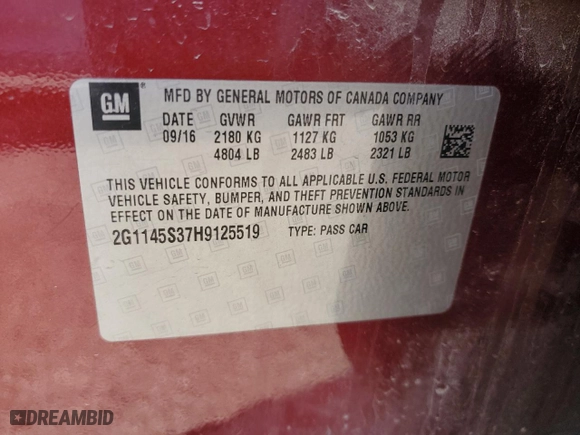 GM
MFD BY GENERAL MOTORS OF CANADA COMPANY
DATE GVWR GAWR FRT GAWR RR
09/16 2180 KG 1127 KG 1053 KG
4804 LB 2483 LB 2321 LB
THIS VEHICLE CONFORMS TO ALL APPLICABLE U.S. FEDERAL MOTOR
VEHICLE SAFETY, BUMPER, AND THEFT PREVENTION STANDARDS IN
EFFECT ON THE DATE OF MANUFACTURE SHOWN ABOVE.
2G1145S37H9125519 TYPE: PASS CAR
DREAMBID